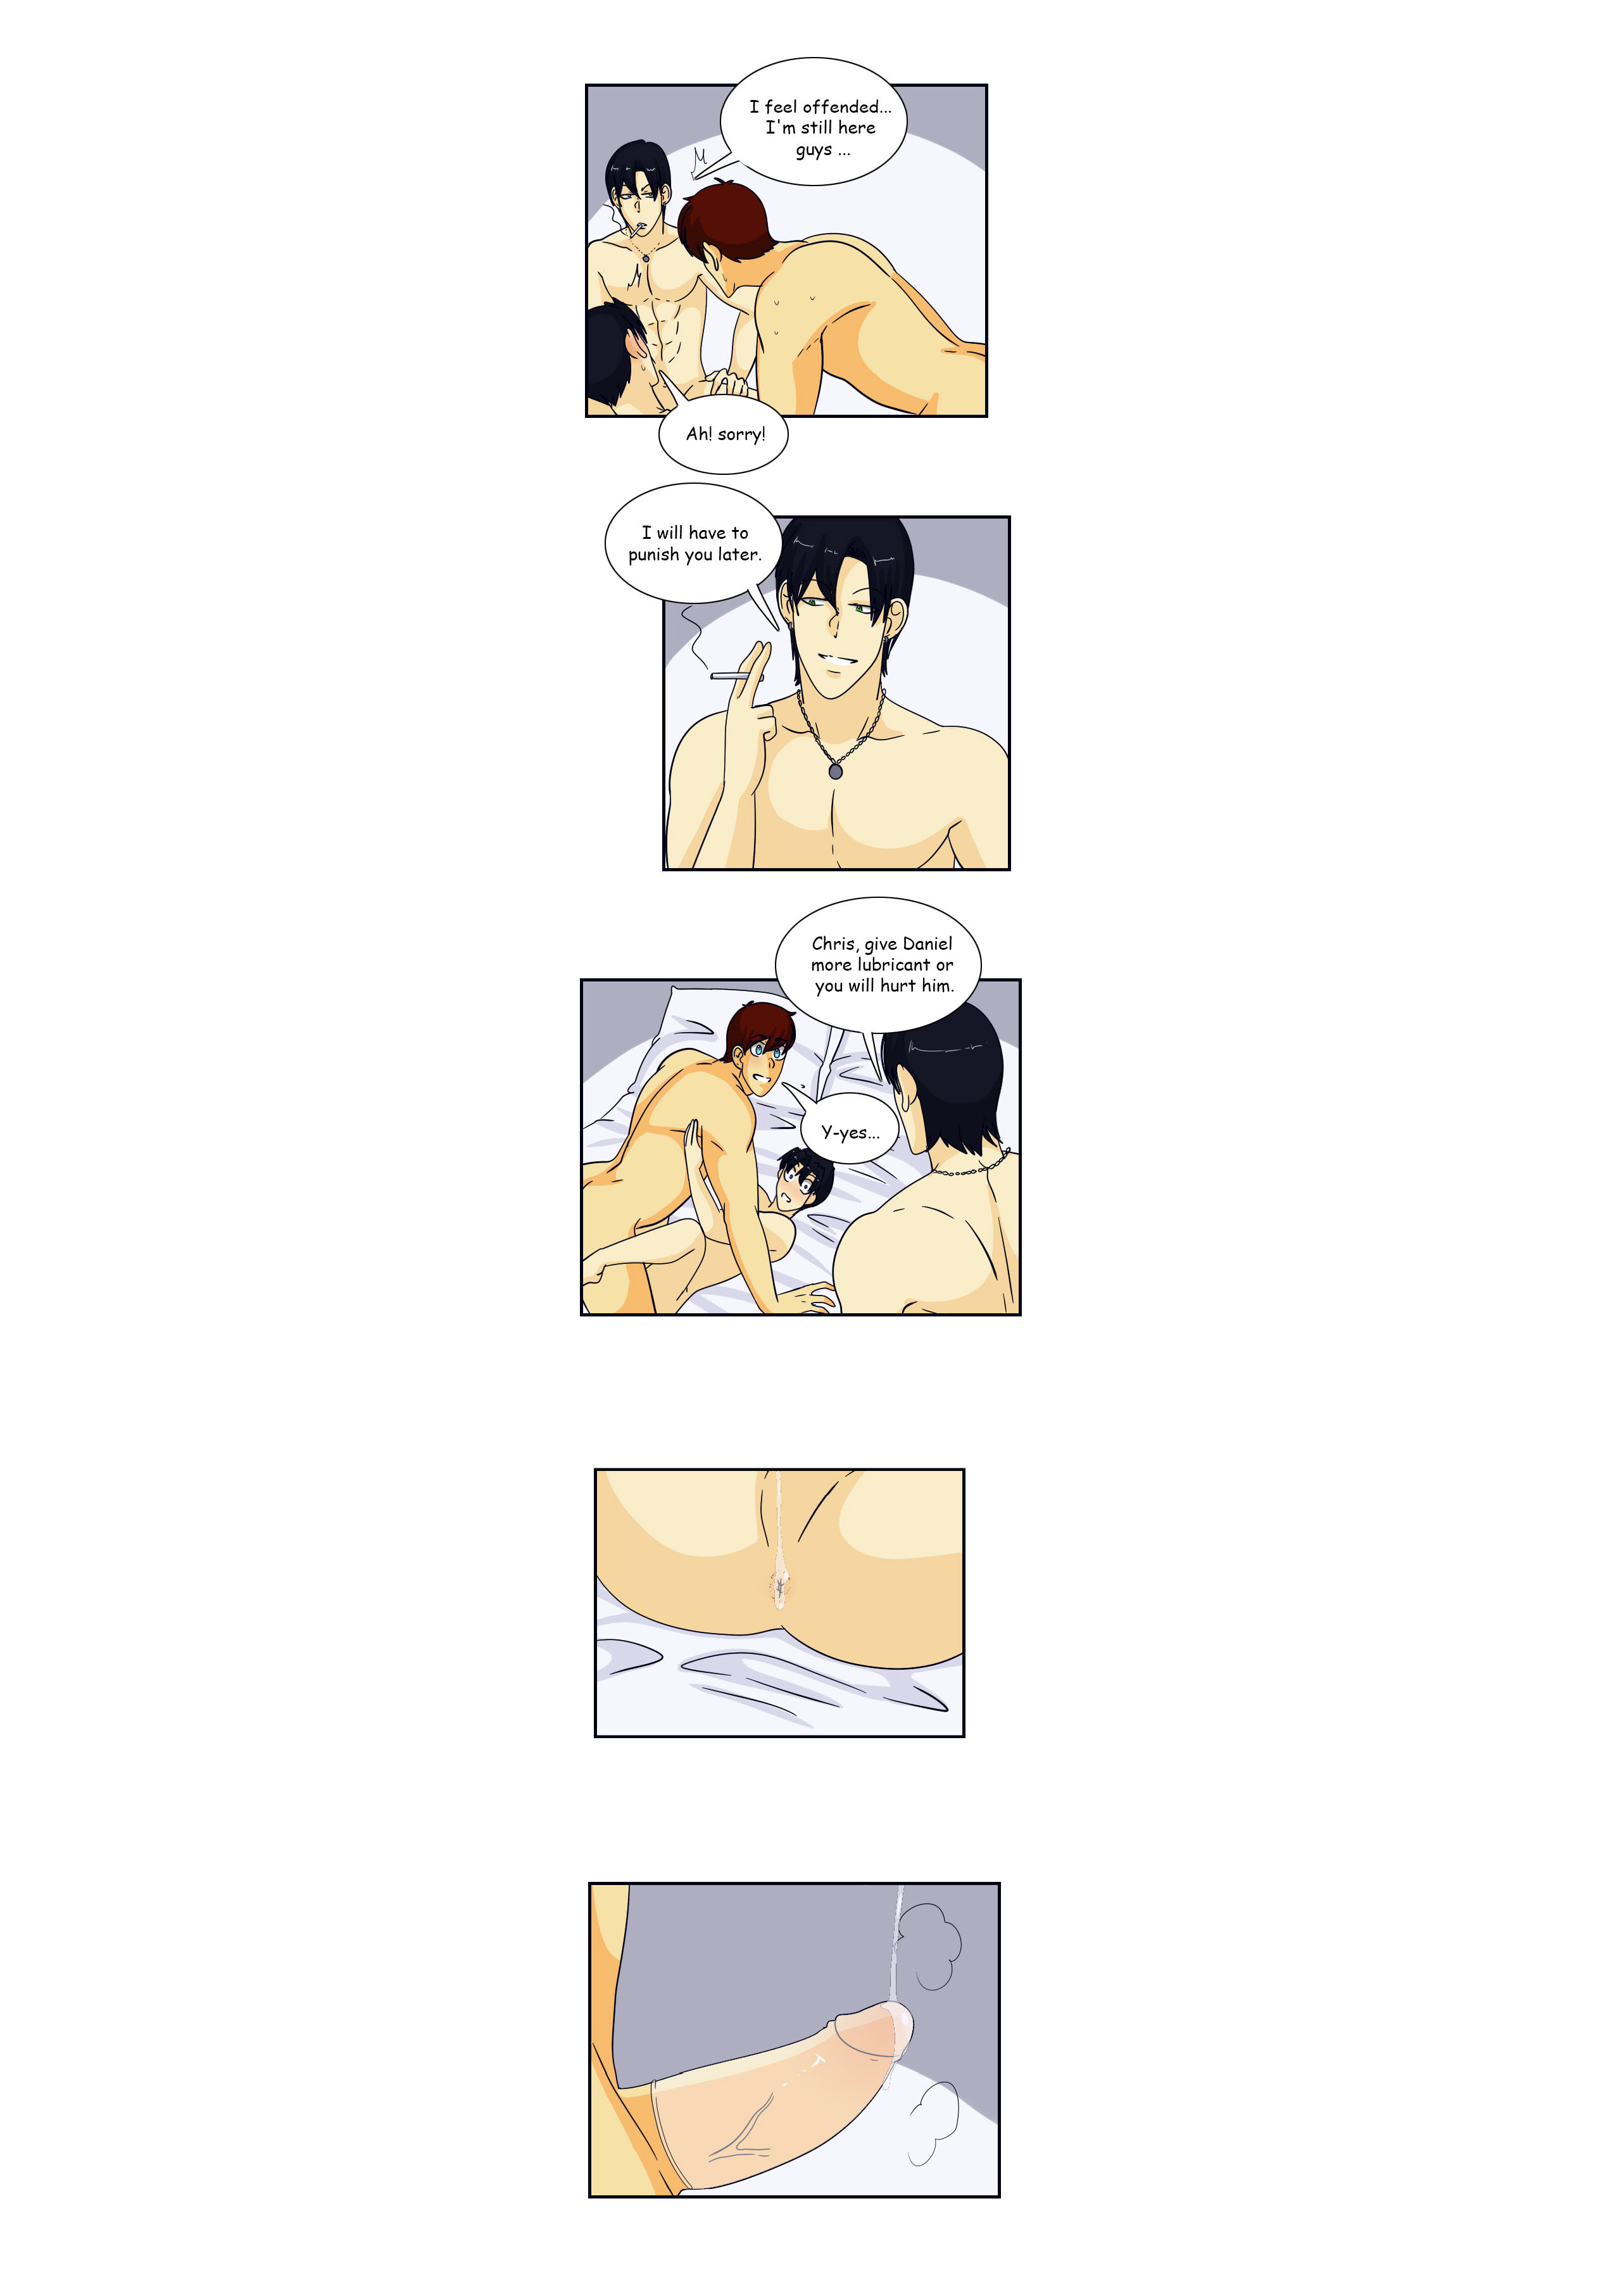 I feel offended...
I'm still here
guys ...
Ah! sorry!
I will have to
punish you later.
Chris, give Daniel
more lubricant or
you will hurt him.
Y-yes...